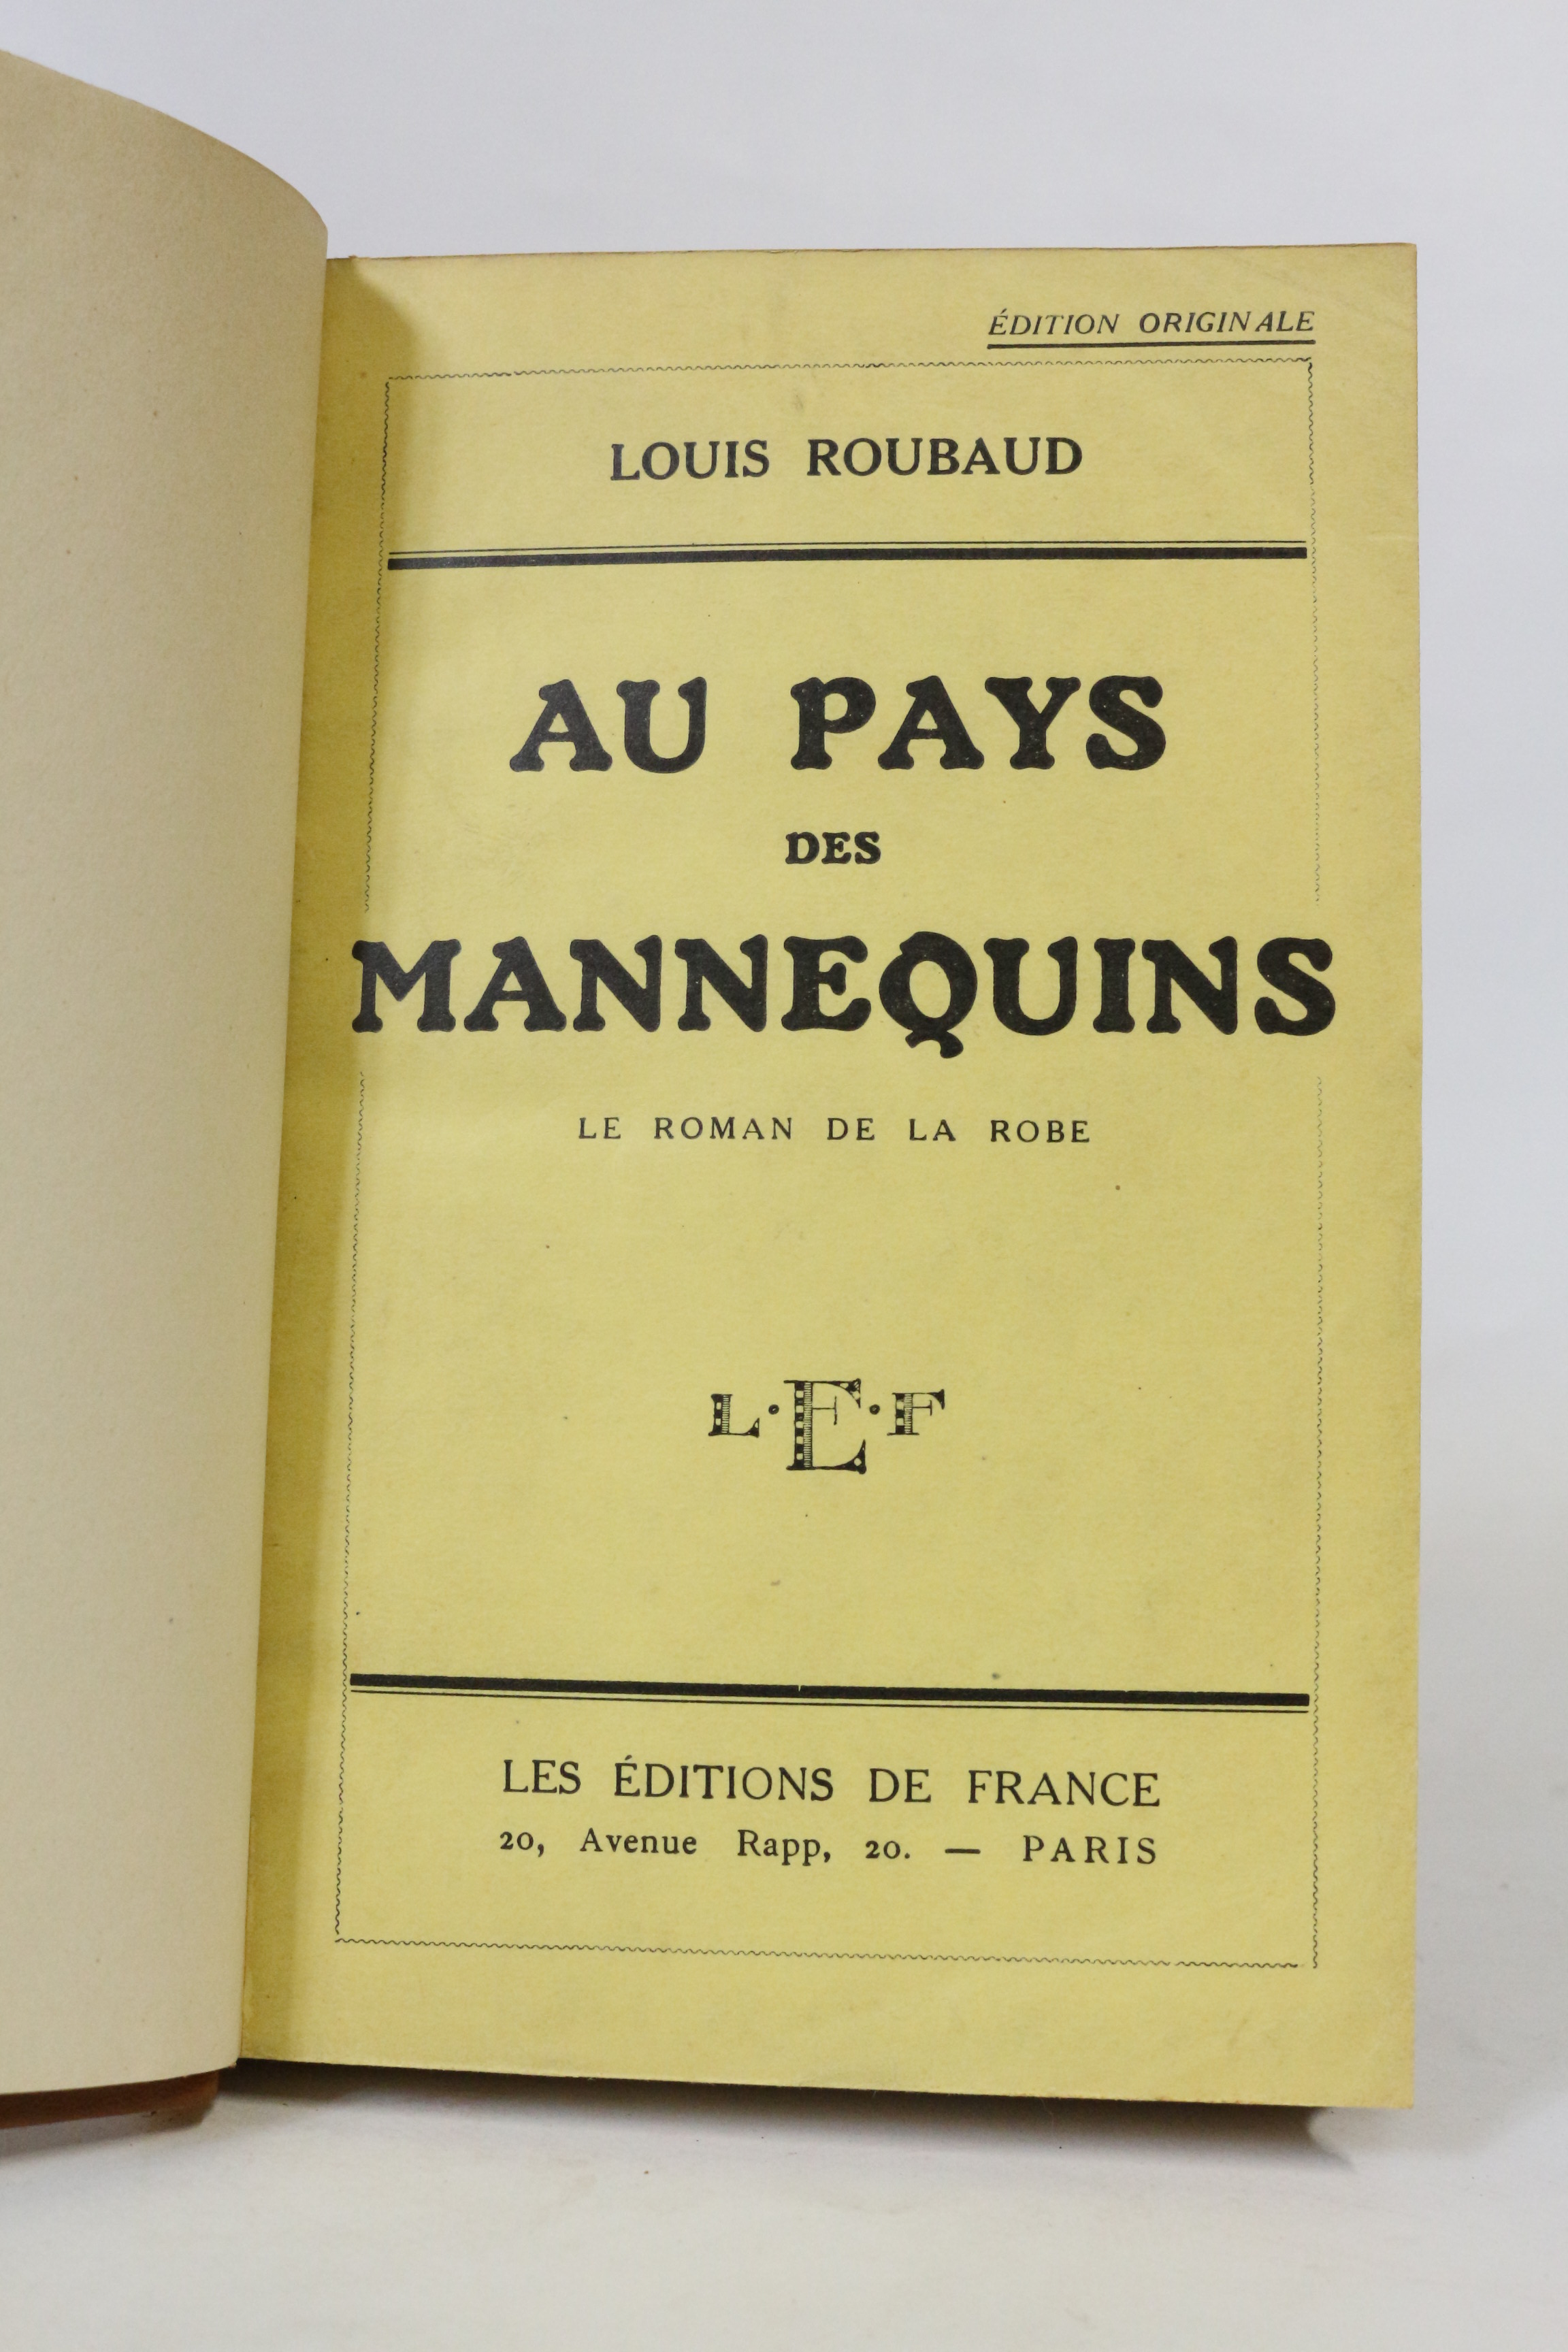 ÉDITION ORIGINALE
LOUIS ROUBAUD
AU PAYS
DES
MANNEQUINS
LE ROMAN DE LA ROBE
L·E·F
LES ÉDITIONS DE FRANCE
20, Avenue Rapp, 20. — PARIS